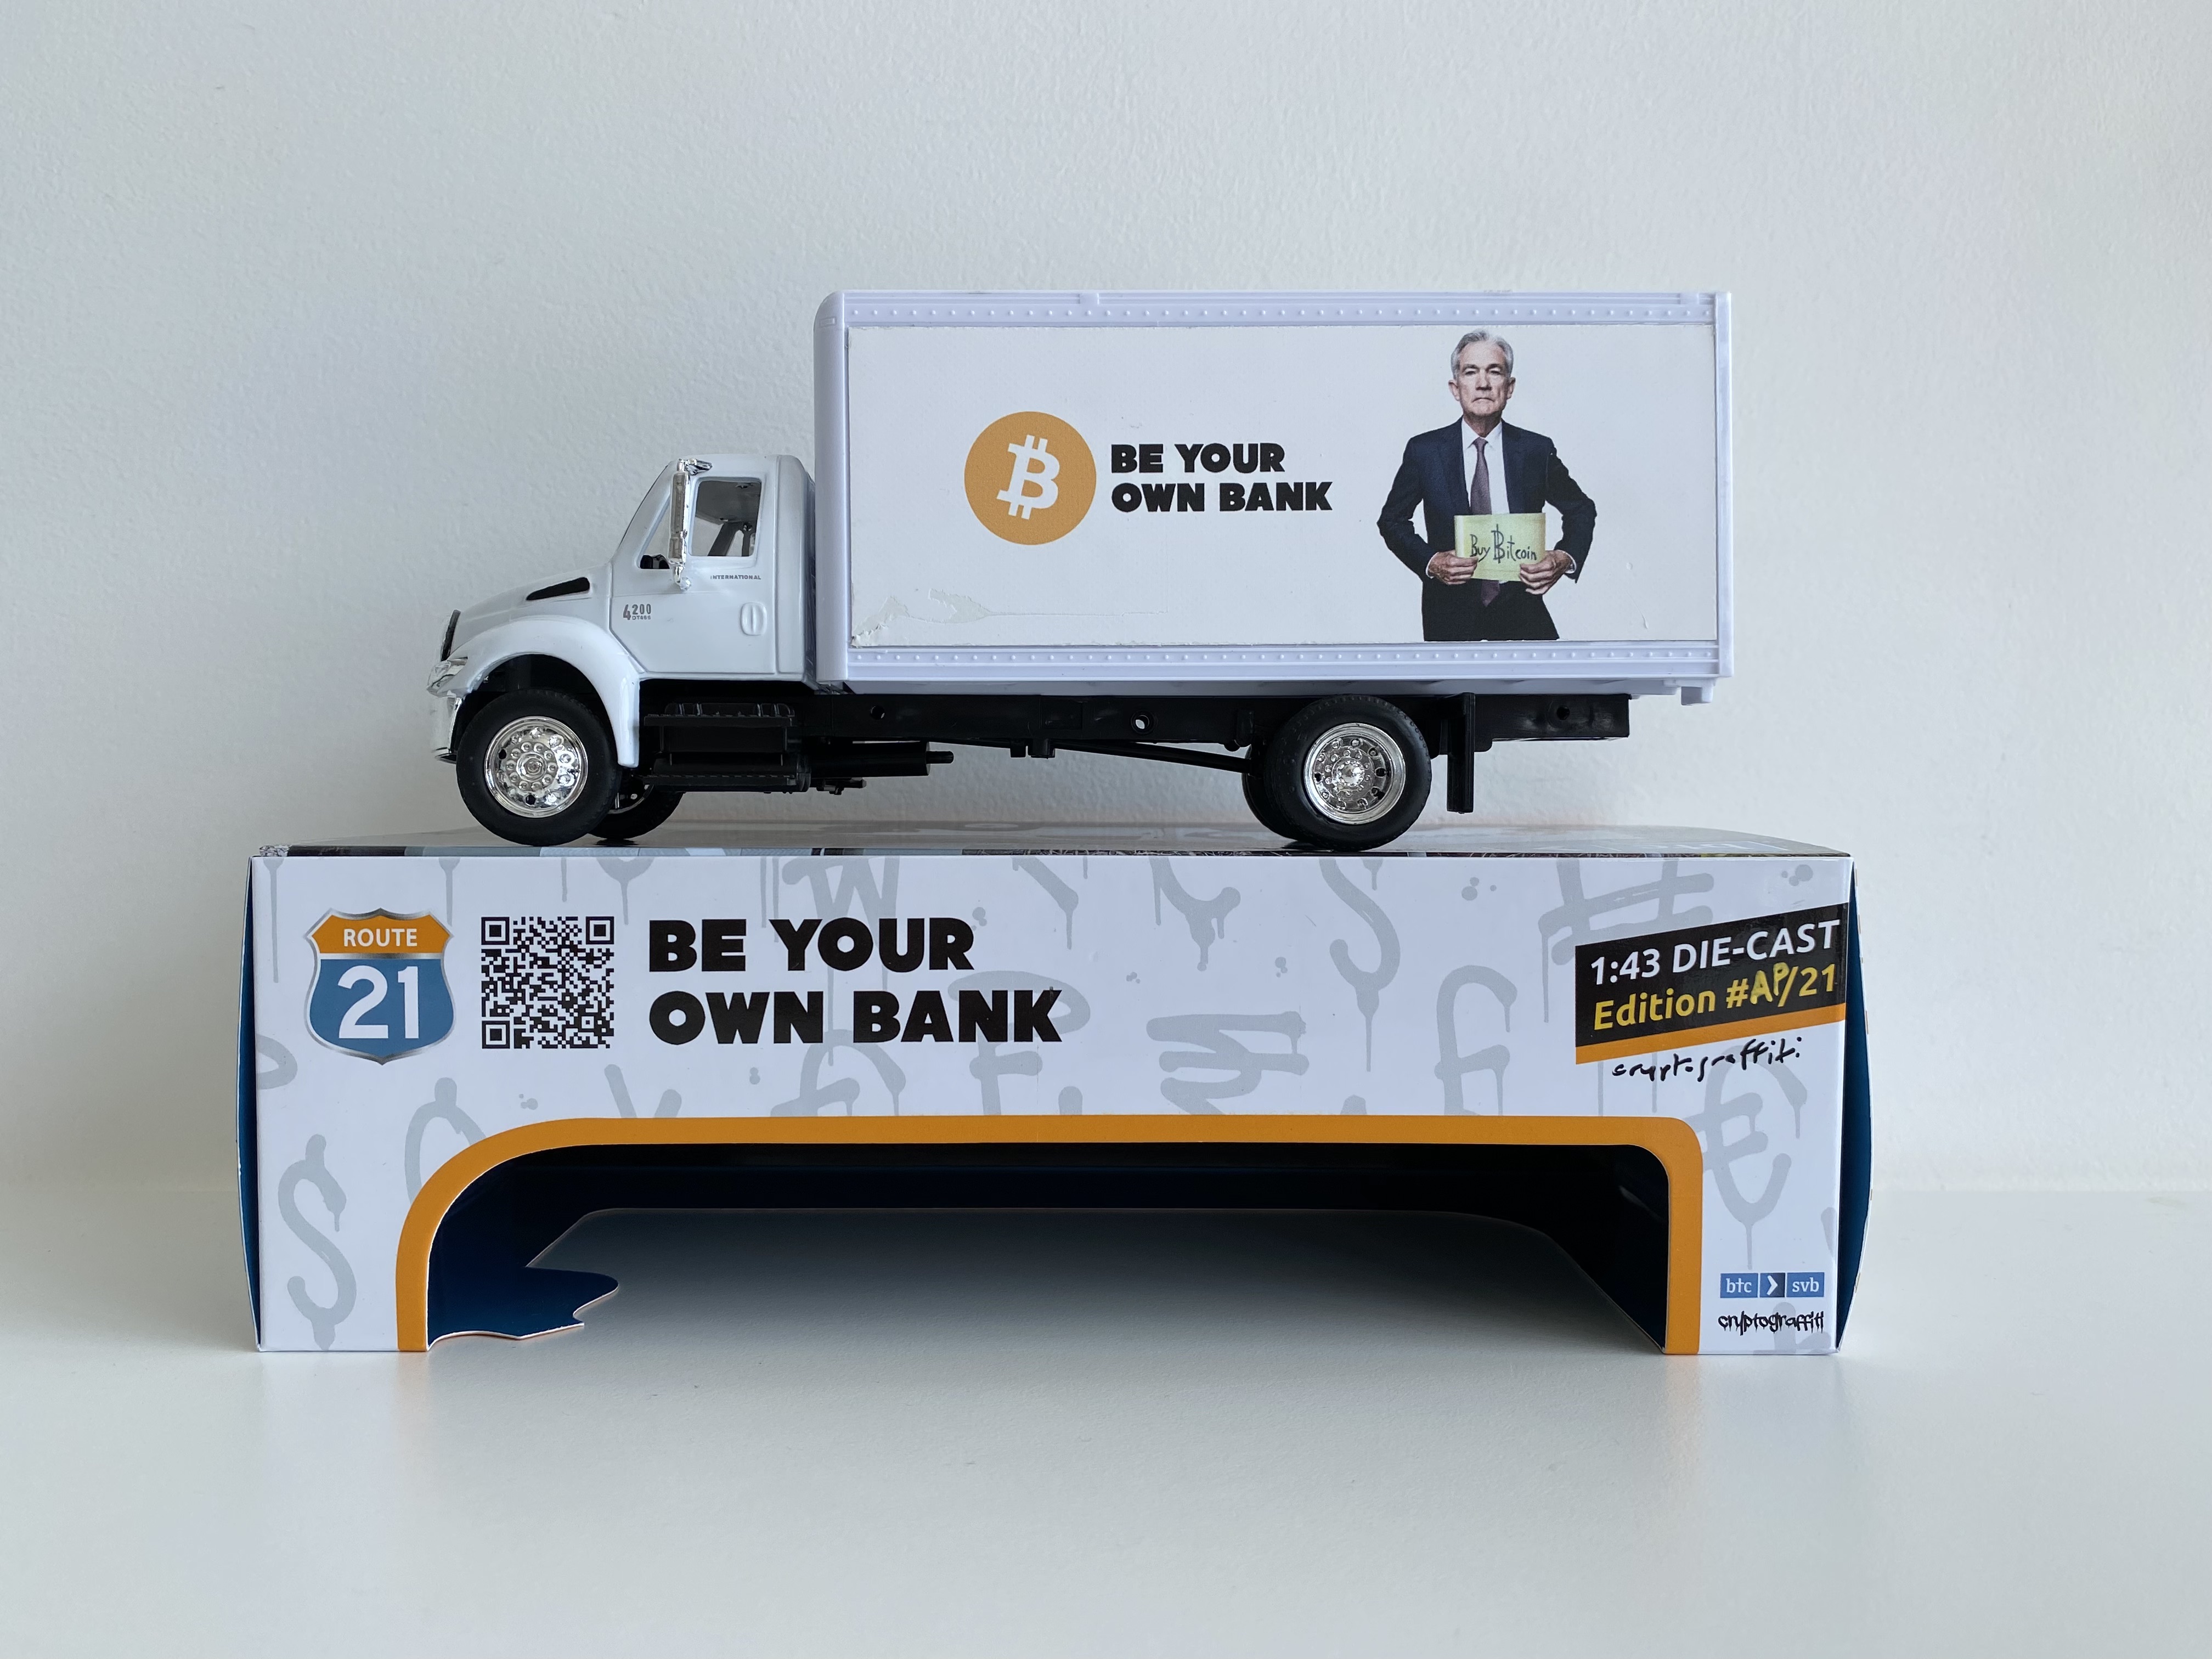 BE YOUR
OWN BANK
Buy Bitcoin
INTERNATIONAL
4200
ROUTE
21
BE YOUR
OWN BANK
1:43 DIE-CAST
Edition #AP/21
cryptograffiti
btc > svb
cryptograffiti